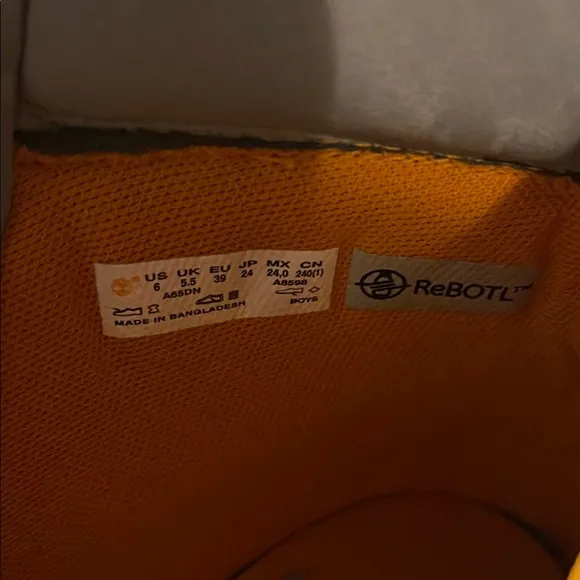 US UK EU JP MX CN
6 5.5 39 24 24,0 240(1)
A65DN A8598
BOYS
MADE IN BANGLADESH
ReBOTL™